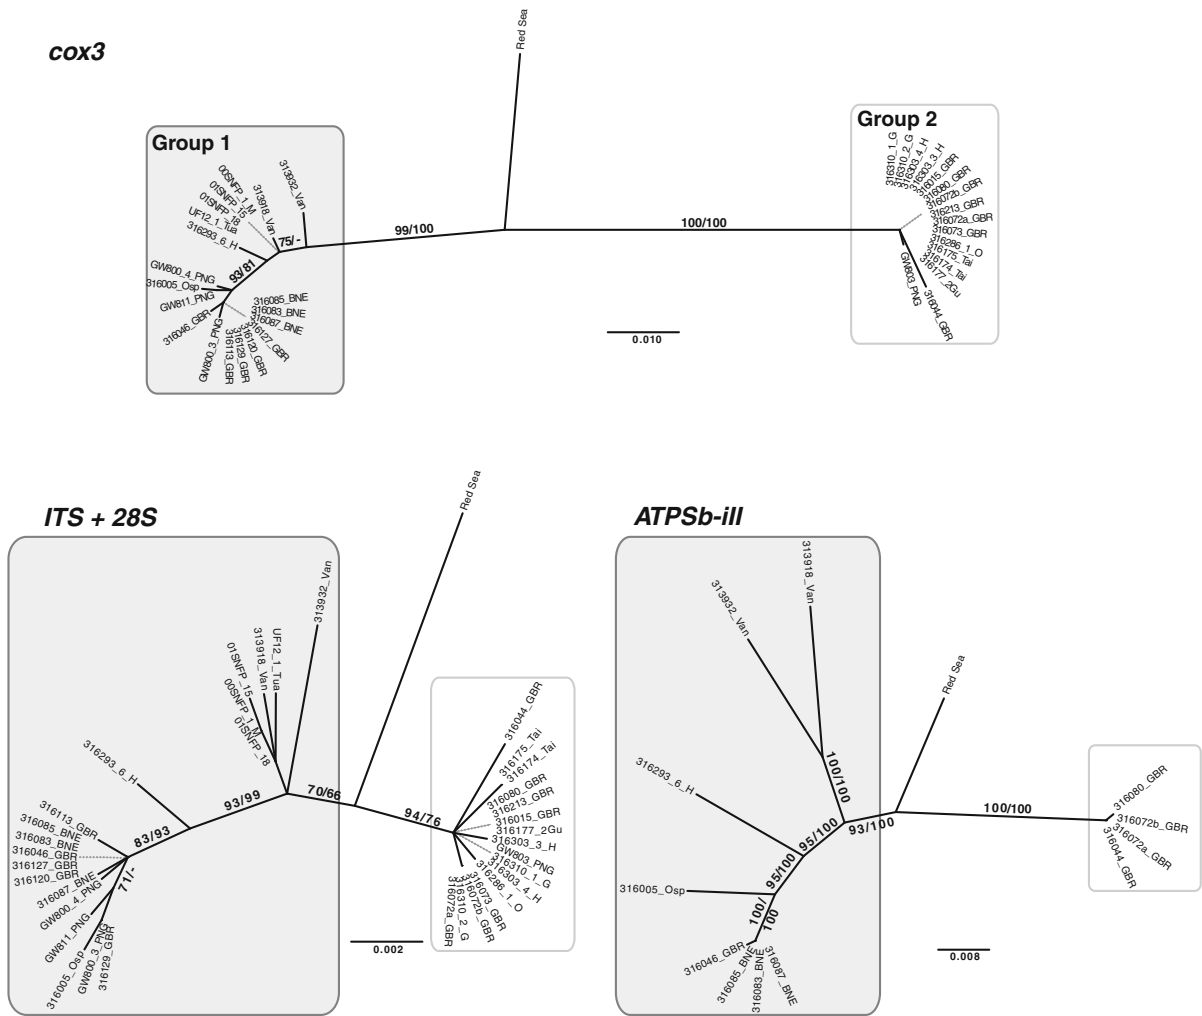 cox3
Red Sea
Group 1
313932_Van
313918_Van
00SNFP_1_M
01SNFP_15
01SNFP_18
UF12_1_Tua
316293_6_H
75/-
93/81
99/100
100/100
GW800_4_PNG
316005_Osp
GW811_PNG
316046_GBR
GW800_3_PNG
316113_GBR
316129_GBR
316120_GBR
316127_GBR
316087_BNE
316083_BNE
316085_BNE
Group 2
316310_1_G
316310_2_G
316303_4_H
316303_3_H
316015_GBR
316080_GBR
316072b_GBR
316213_GBR
316072a_GBR
316073_GBR
316286_1_O
316175_Tai
316174_Tai
316177_2Gu
GW803_PNG
316044_GBR
0.010
ITS + 28S
Red Sea
313932_Van
UF12_1_Tua
313918_Van
01SNFP_15
00SNFP_1_M
01SNFP_18
316293_6_H
93/99
70/66
83/93
94/76
71/-
316113_GBR
316085_BNE
316083_BNE
316046_GBR
316127_GBR
316120_GBR
316087_BNE
GW800_4_PNG
GW811_PNG
316005_Osp
GW800_3_PNG
316129_GBR
316044_GBR
316175_Tai
316174_Tai
316080_GBR
316213_GBR
316015_GBR
316177_2Gu
316303_3_H
GW803_PNG
316310_1_G
316303_4_H
316286_1_O
316073_GBR
316072b_GBR
316310_2_G
316072a_GBR
0.002
ATPSb-iII
313918_Van
313932_Van
Red Sea
316293_6_H
100/100
95/100
93/100
100/100
95/100
100/
100
316005_Osp
316046_GBR
316085_BNE
316083_BNE
316087_BNE
316080_GBR
316072b_GBR
316072a_GBR
316044_GBR
0.008